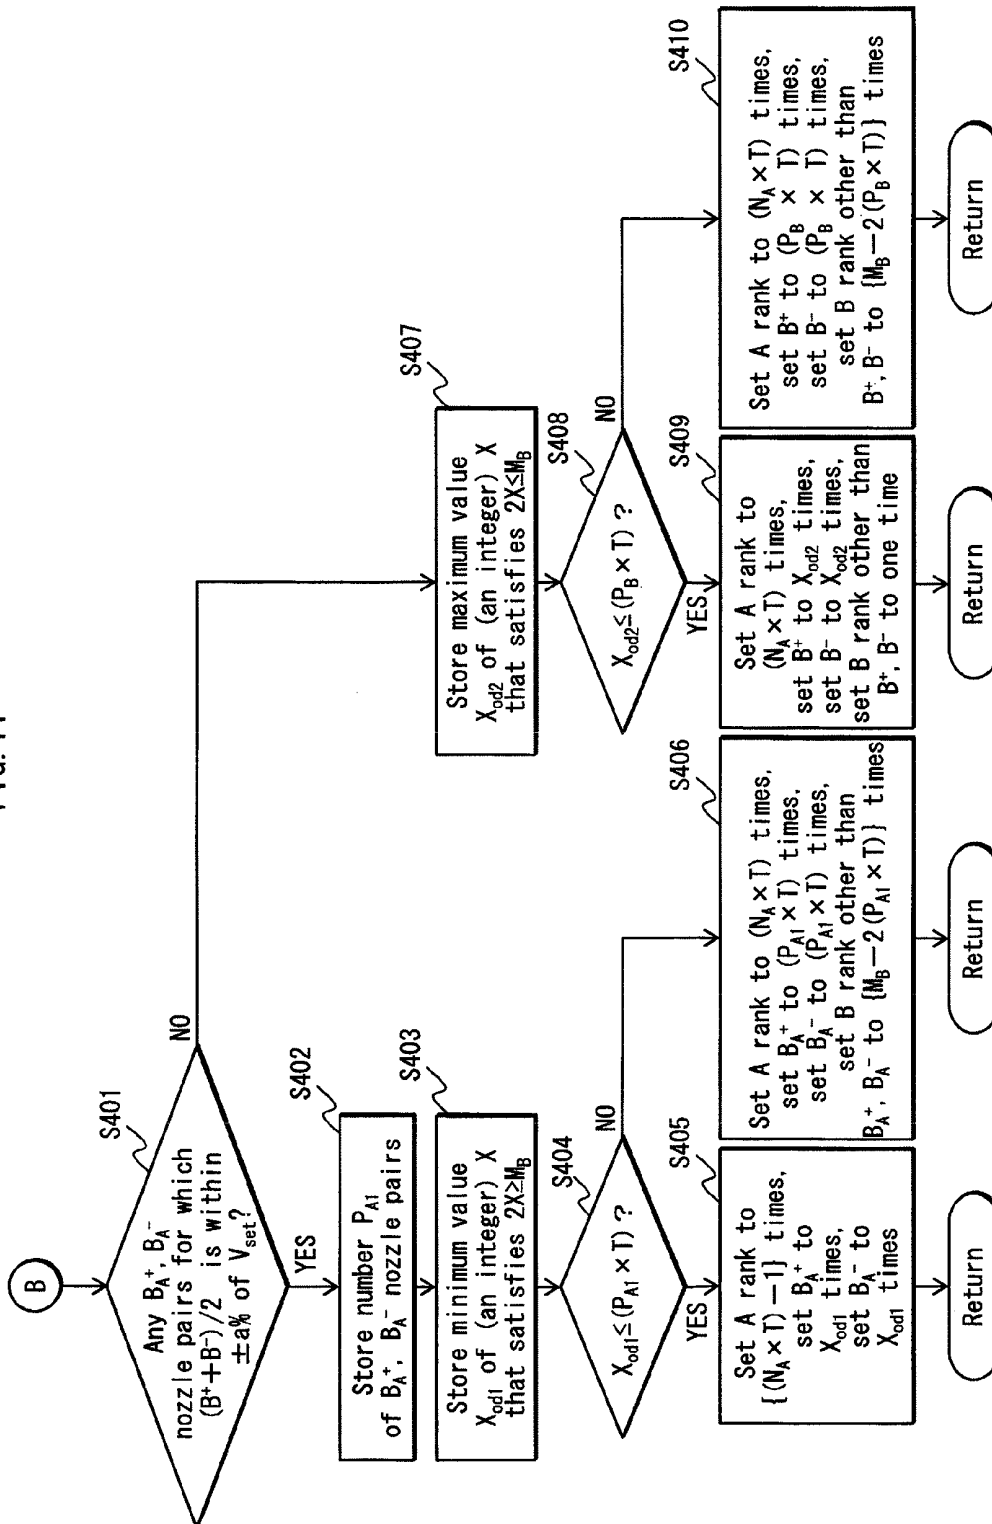 B
S401
Any B_A⁺, B_A⁻
nozzle pairs for which
(B⁺+B⁻)/2 is within
±a% of V_set?
YES
NO
S402
Store number P_A1
of B_A⁺, B_A⁻ nozzle pairs
S403
Store minimum value
X_od1 of (an integer) X
that satisfies 2X≥M_B
S404
X_od1≤(P_A1×T) ?
YES
NO
S405
Set A rank to
{(N_A×T)−1} times,
set B_A⁺ to
X_od1 times,
set B_A⁻ to
X_od1 times
Return
S406
Set A rank to (N_A×T) times,
set B_A⁺ to (P_A1×T) times,
set B_A⁻ to (P_A1×T) times,
set B rank other than
B_A⁺, B_A⁻ to {M_B−2(P_A1×T)} times
Return
S407
Store maximum value
X_od2 of (an integer) X
that satisfies 2X≤M_B
S408
X_od2≤(P_B×T) ?
YES
NO
S409
Set A rank to
(N_A×T) times,
set B⁺ to X_od2 times,
set B⁻ to X_od2 times,
set B rank other than
B⁺, B⁻ to one time
Return
S410
Set A rank to (N_A×T) times,
set B⁺ to (P_B × T) times,
set B⁻ to (P_B × T) times,
set B rank other than
B⁺, B⁻ to {M_B−2(P_B×T)} times
Return